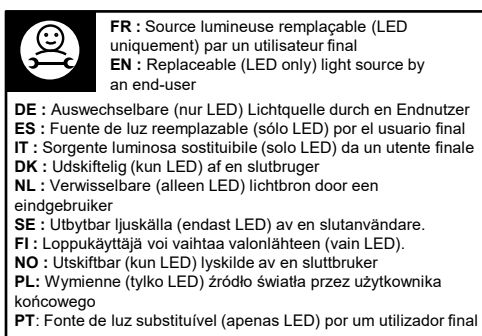 FR : Source lumineuse remplaçable (LED
uniquement) par un utilisateur final
EN : Replaceable (LED only) light source by
an end-user
DE : Auswechselbare (nur LED) Lichtquelle durch en Endnutzer
ES : Fuente de luz reemplazable (sólo LED) por el usuario final
IT : Sorgente luminosa sostituibile (solo LED) da un utente finale
DK : Udskiftelig (kun LED) af en slutbruger
NL : Verwisselbare (alleen LED) lichtbron door een
eindgebruiker
SE : Utbytbar ljuskälla (endast LED) av en slutanvändare.
FI : Loppukäyttäjä voi vaihtaa valonlähteen (vain LED).
NO : Utskiftbar (kun LED) lyskilde av en sluttbruker
PL: Wymienne (tylko LED) źródło światła przez użytkownika
końcowego
PT: Fonte de luz substituível (apenas LED) por um utilizador final